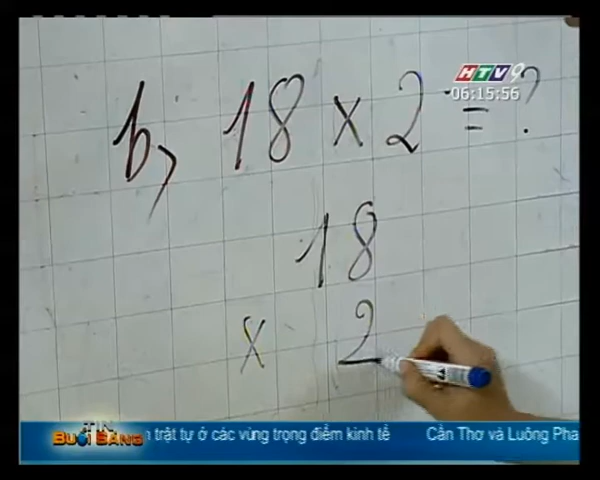 HTV9
06:15:56
b, 18 x 2 = ?
18
x 2
TIN
BUỔI SÁNG
trật tự ở các vùng trọng điểm kinh tế Cần Thơ và Luông Pha